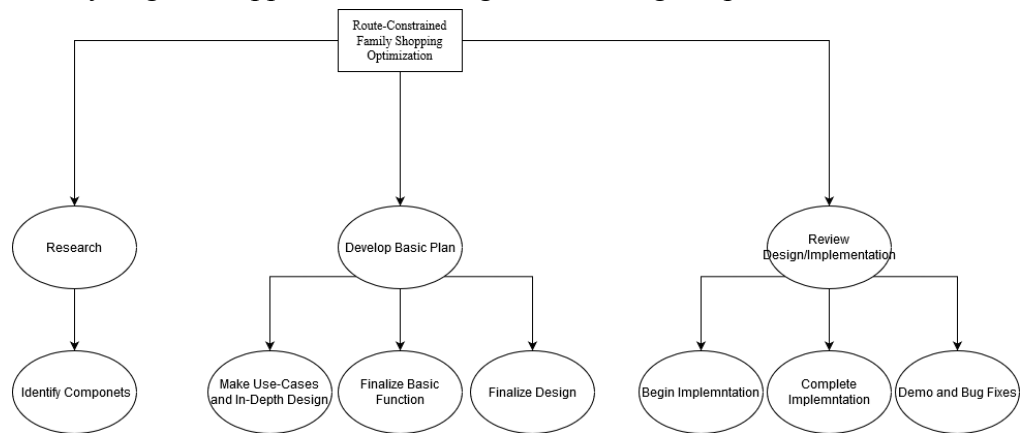 Route-Constrained
Family Shopping
Optimization
Research
Develop Basic Plan
Review
Design/Implementation
Identify Componets
Make Use-Cases
and In-Depth Design
Finalize Basic
Function
Finalize Design
Begin Implemntation
Complete
Implemntation
Demo and Bug Fixes